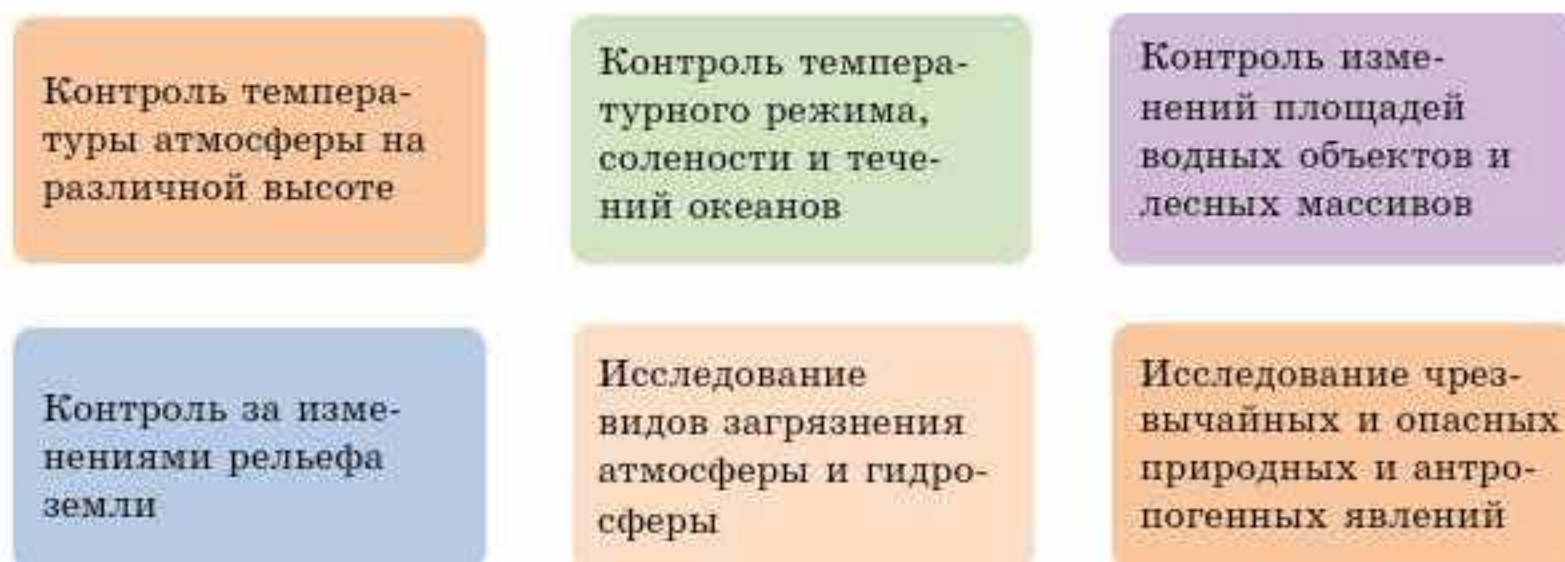 Контроль темпера-
туры атмосферы на
различной высоте
Контроль темпера-
турного режима,
солености и тече-
ний океанов
Контроль изме-
нений площадей
водных объектов и
лесных массивов
Контроль за изме-
нениями рельефа
земли
Исследование
видов загрязнения
атмосферы и гидро-
сферы
Исследование чрез-
вычайных и опасных
природных и антро-
погенных явлений